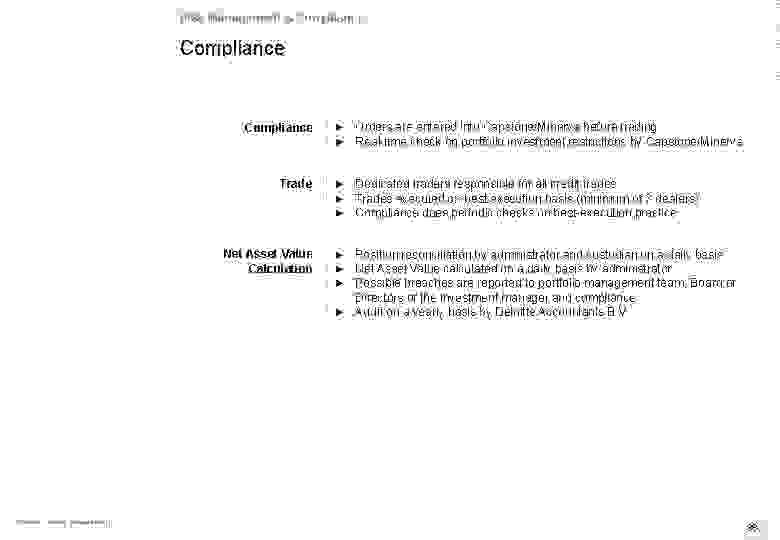 Risk Management & Compliance
Compliance
Compliance ► Orders are entered into Capstone/Minerva before trading
► Real-time check on portfolio investment restrictions by Capstone/Minerva
Trade ► Dedicated traders responsible for all credit trades
► Trades executed on best execution basis (minimum of dealers)
► Compliance does periodic checks on best execution practice
Net Asset Value ► Position reconciliation by administrator and custodian on a daily basis
Calculation ► Net Asset Value calculated on a daily basis by administrator
► Possible breaches are reported to portfolio management team, Board of
Directors of the investment manager and compliance
► Audit on a yearly basis by Deloitte Accountants B.V.